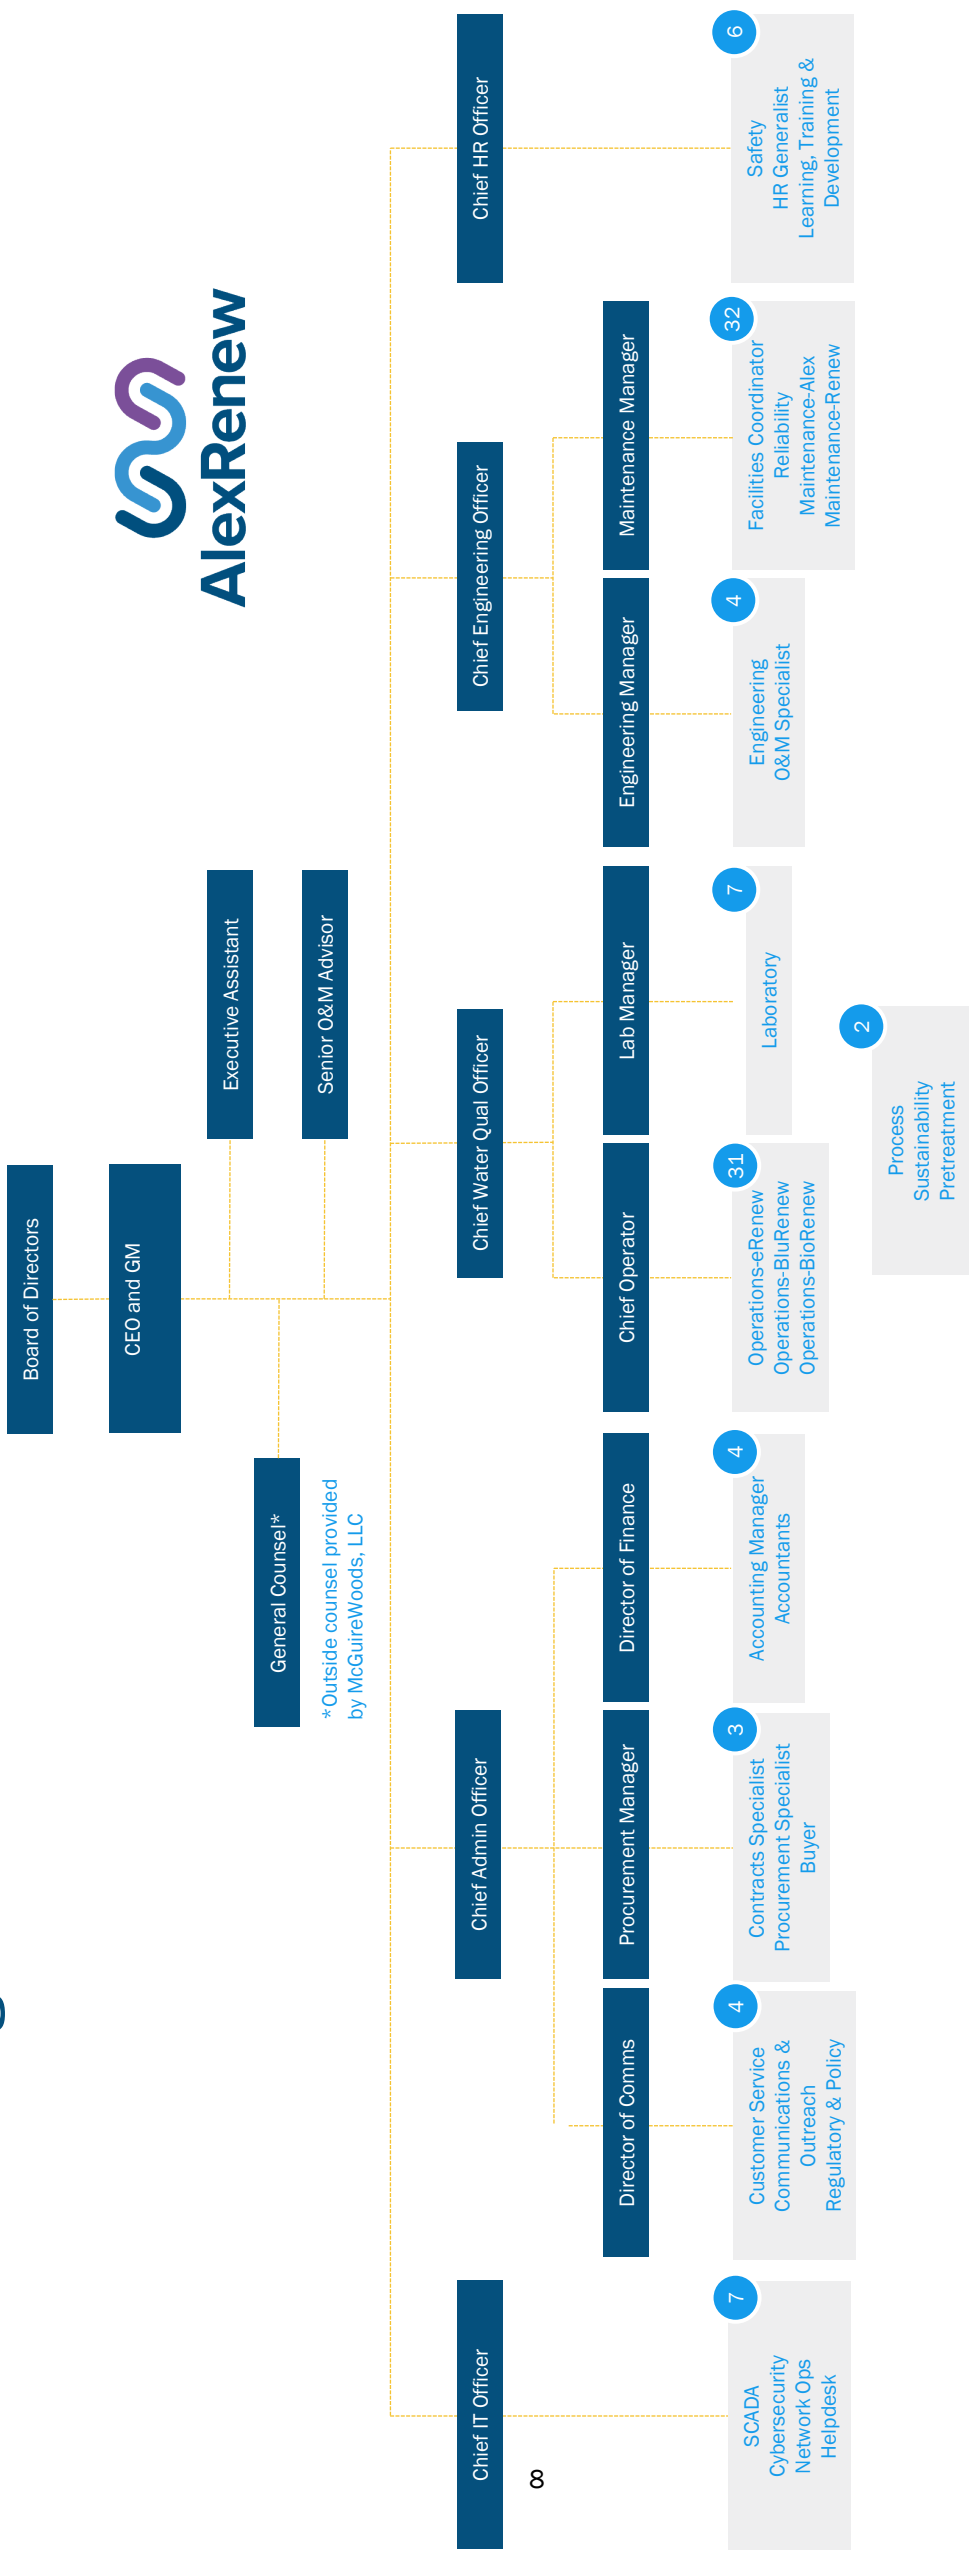 AlexRenew
Board of Directors
CEO and GM
Executive Assistant
General Counsel*
Senior O&M Advisor
*Outside counsel provided
by McGuireWoods, LLC
Chief IT Officer
Chief Admin Officer
Chief Water Qual Officer
Chief Engineering Officer
Chief HR Officer
Director of Comms
Procurement Manager
Director of Finance
Chief Operator
Lab Manager
Engineering Manager
Maintenance Manager
7
SCADA
Cybersecurity
Network Ops
Helpdesk
4
Customer Service
Communications &
Outreach
Regulatory & Policy
3
Contracts Specialist
Procurement Specialist
Buyer
4
Accounting Manager
Accountants
31
Operations-eRenew
Operations-BluRenew
Operations-BioRenew
7
Laboratory
4
Engineering
O&M Specialist
32
Facilities Coordinator
Reliability
Maintenance-Alex
Maintenance-Renew
6
Safety
HR Generalist
Learning, Training &
Development
2
Process
Sustainability
Pretreatment
8